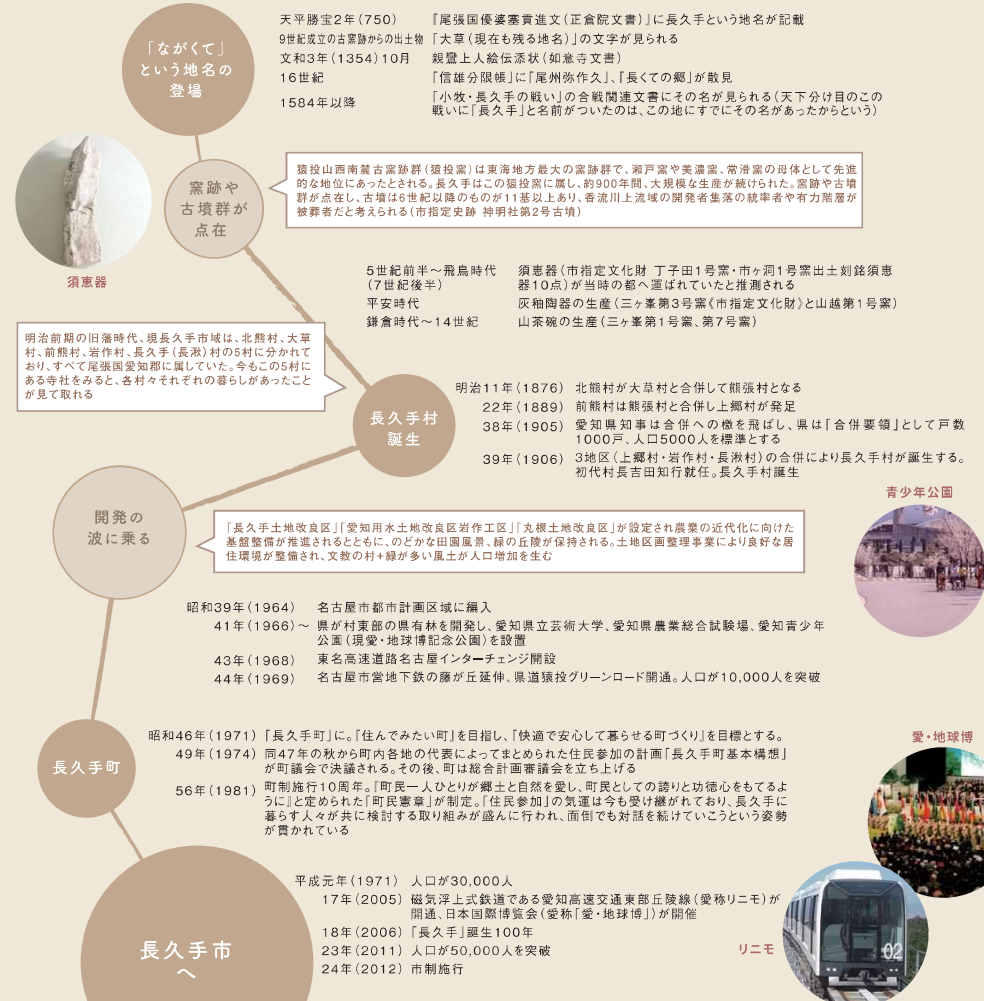 「ながくて」
という地名の
登場
天平勝宝2年(750) 『尾張国優婆塞貢進文(正倉院文書)』に長久手という地名が記載
9世紀成立の古窯跡からの出土物 「大草(現在も残る地名)」の文字が見られる
文和3年(1354)10月 親鸞上人絵伝添状(如意寺文書)
16世紀 「信雄分限帳」に「尾州弥作久」、「長くての郷」が散見
1584年以降 「小牧・長久手の戦い」の合戦関連文書にその名が見られる(天下分け目のこの
戦いに「長久手」と名前がついたのは、この地にすでにその名があったからという)
須恵器
窯跡や
古墳群が
点在
猿投山西南麓古窯跡群(猿投窯)は東海地方最大の窯跡群で、瀬戸窯や美濃窯、常滑窯の母体として先進
的な地位にあったとされる。長久手はこの猿投窯に属し、約900年間、大規模な生産が続けられた。窯跡や古墳
群が点在し、古墳は6世紀以降のものが11基以上あり、香流川上流域の開発者集落の統率者や有力階層が
被葬者だと考えられる(市指定史跡 神明社第2号古墳)
5世紀前半〜飛鳥時代 須恵器(市指定文化財 丁子田1号窯・市ヶ洞1号窯出土刻銘須恵
(7世紀後半) 器10点)が当時の都へ運ばれていたと推測される
平安時代 灰釉陶器の生産(三ヶ峯第3号窯《市指定文化財》と山越第1号窯)
鎌倉時代〜14世紀 山茶碗の生産(三ヶ峯第1号窯、第7号窯)
明治前期の旧藩時代、現長久手市域は、北熊村、大草
村、前熊村、岩作村、長久手(長湫)村の5村に分かれて
おり、すべて尾張国愛知郡に属していた。今もこの5村に
ある寺社をみると、各村々それぞれの暮らしがあったこと
が見て取れる
長久手村
誕生
明治11年(1876) 北熊村が大草村と合併して熊張村となる
22年(1889) 前熊村は熊張村と合併し上郷村が発足
38年(1905) 愛知県知事は合併への檄を飛ばし、県は「合併要領」として戸数
1000戸、人口5000人を標準とする
39年(1906) 3地区(上郷村・岩作村・長湫村)の合併により長久手村が誕生する。
初代村長吉田知行就任。長久手村誕生
青少年公園
開発の
波に乗る
「長久手土地改良区」「愛知用水土地改良区岩作工区」「丸根土地改良区」が設定され農業の近代化に向けた
基盤整備が推進されるとともに、のどかな田園風景、緑の丘陵が保持される。土地区画整理事業により良好な居
住環境が整備され、文教の村+緑が多い風土が人口増加を生む
昭和39年(1964) 名古屋市都市計画区域に編入
41年(1966)〜 県が村東部の県有林を開発し、愛知県立芸術大学、愛知県農業総合試験場、愛知青少年
公園(現愛・地球博記念公園)を設置
43年(1968) 東名高速道路名古屋インターチェンジ開設
44年(1969) 名古屋市営地下鉄の藤が丘延伸、県道猿投グリーンロード開通。人口が10,000人を突破
長久手町
昭和46年(1971) 『長久手町』に。『住んでみたい町』を目指し、『快適で安心して暮らせる町づくり』を目標とする。
49年(1974) 同47年の秋から町内各地の代表によってまとめられた住民参加の計画「長久手町基本構想」
が町議会で決議される。その後、町は総合計画審議会を立ち上げる
56年(1981) 町制施行10周年。『町民一人ひとりが郷土と自然を愛し、町民としての誇りと功徳心をもてるよ
うに』と定められた「町民憲章」が制定。「住民参加」の気運は今も受け継がれており、長久手に
暮らす人々が共に検討する取り組みが盛んに行われ、面倒でも対話を続けていこうという姿勢
が貫かれている
愛・地球博
長久手市
へ
平成元年(1971) 人口が30,000人
17年(2005) 磁気浮上式鉄道である愛知高速交通東部丘陵線(愛称リニモ)が
開通、日本国際博覧会(愛称「愛・地球博」)が開催
18年(2006) 「長久手」誕生100年
23年(2011) 人口が50,000人を突破
24年(2012) 市制施行
リニモ
02